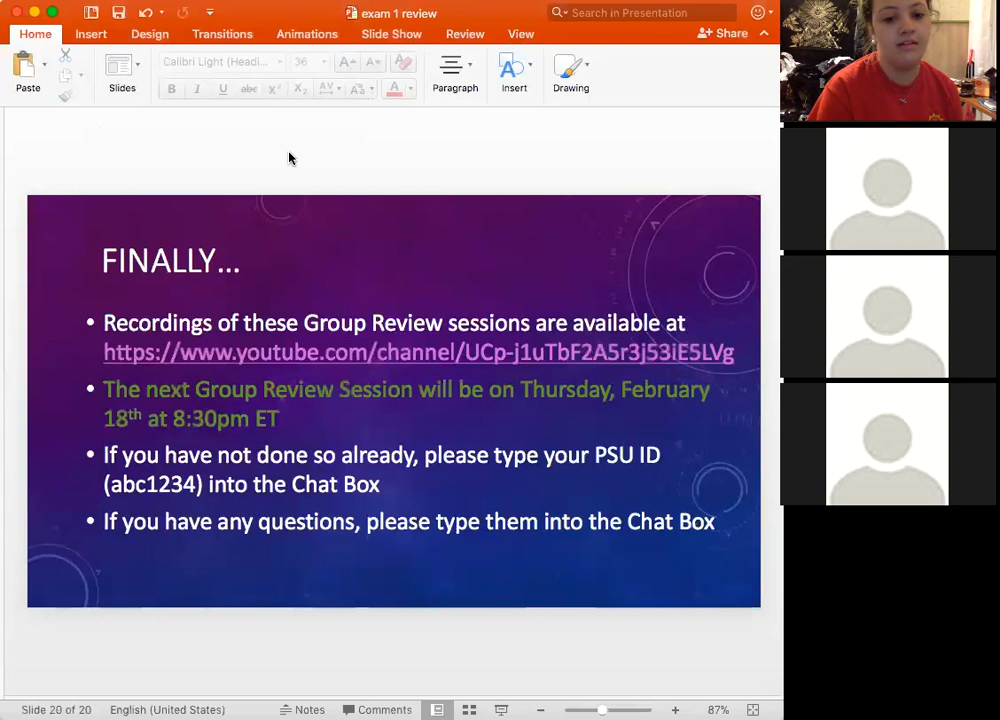 exam 1 review
Search in Presentation
Home Insert Design Transitions Animations Slide Show Review View Share
Calibri Light (Headi... 36
Paste Slides Paragraph Insert Drawing
FINALLY...
• Recordings of these Group Review sessions are available at
https://www.youtube.com/channel/UCp-j1uTbF2A5r3j53iE5LVg
• The next Group Review Session will be on Thursday, February
18th at 8:30pm ET
• If you have not done so already, please type your PSU ID
(abc1234) into the Chat Box
• If you have any questions, please type them into the Chat Box
Slide 20 of 20 English (United States) Notes Comments 87%